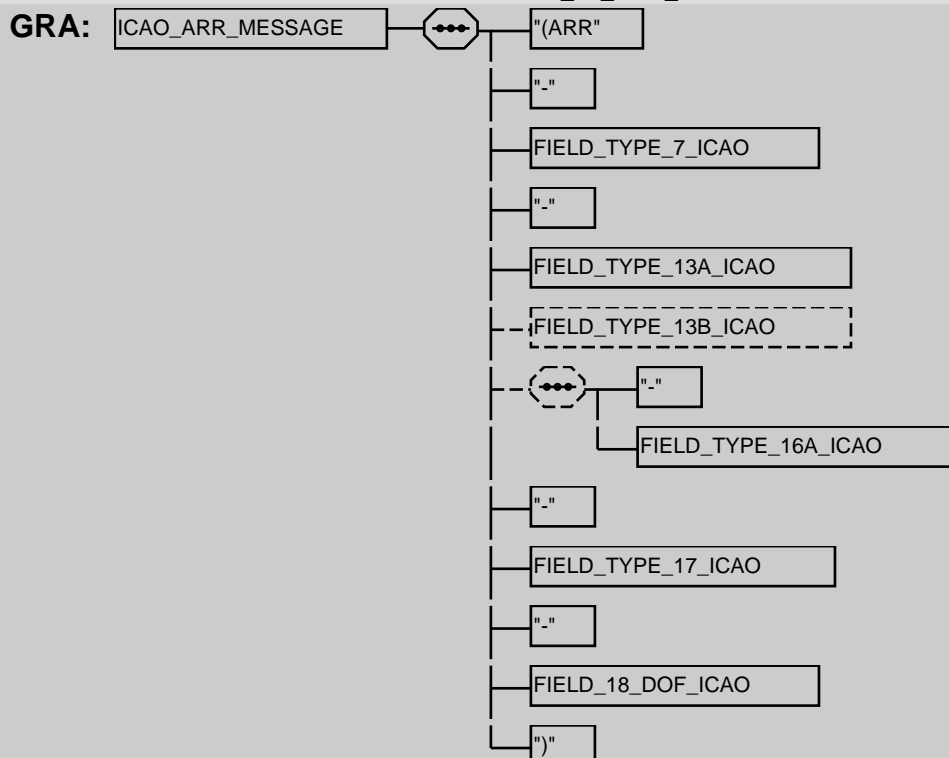 GRA: ICAO_ARR_MESSAGE "(ARR"
"-"
FIELD_TYPE_7_ICAO
"-"
FIELD_TYPE_13A_ICAO
FIELD_TYPE_13B_ICAO
"-"
FIELD_TYPE_16A_ICAO
"-"
FIELD_TYPE_17_ICAO
"-"
FIELD_18_DOF_ICAO
")"